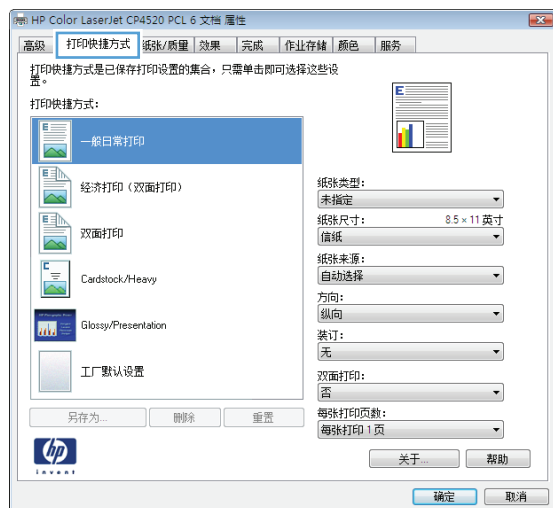 HP Color LaserJet CP4520 PCL 6 文档 属性
高级 打印快捷方式 纸张/质量 效果 完成 作业存储 颜色 服务
打印快捷方式是已保存打印设置的集合，只需单击即可选择这些设
置。
打印快捷方式：
一般日常打印
经济打印（双面打印）
双面打印
Cardstock/Heavy
Glossy/Presentation
工厂默认设置
另存为... 删除 重置
纸张类型：
未指定
纸张尺寸： 8.5 × 11 英寸
信纸
纸张来源：
自动选择
方向：
纵向
装订：
无
双面打印：
否
每张打印页数：
每张打印 1 页
hp
invent
关于... 帮助
确定 取消